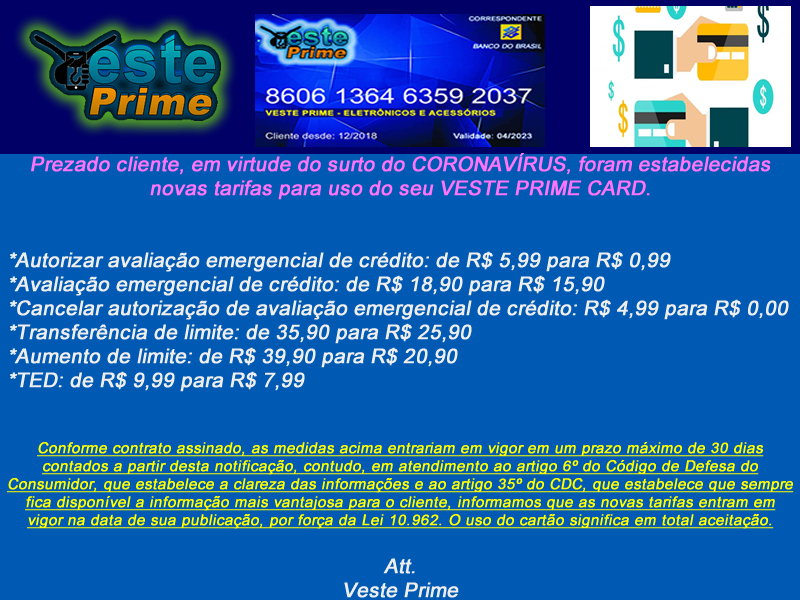 Veste
Prime
Veste
Prime
CORRESPONDENTE
BANCO DO BRASIL
8606 1364 6359 2037
VESTE PRIME - ELETRÔNICOS E ACESSÓRIOS
Cliente desde: 12/2018 Validade: 04/2023
Prezado cliente, em virtude do surto do CORONAVÍRUS, foram estabelecidas
novas tarifas para uso do seu VESTE PRIME CARD.
*Autorizar avaliação emergencial de crédito: de R$ 5,99 para R$ 0,99
*Avaliação emergencial de crédito: de R$ 18,90 para R$ 15,90
*Cancelar autorização de avaliação emergencial de crédito: R$ 4,99 para R$ 0,00
*Transferência de limite: de 35,90 para R$ 25,90
*Aumento de limite: de R$ 39,90 para R$ 20,90
*TED: de R$ 9,99 para R$ 7,99
Conforme contrato assinado, as medidas acima entrariam em vigor em um prazo máximo de 30 dias
contados a partir desta notificação, contudo, em atendimento ao artigo 6º do Código de Defesa do
Consumidor, que estabelece a clareza das informações e ao artigo 35º do CDC, que estabelece que sempre
fica disponível a informação mais vantajosa para o cliente, informamos que as novas tarifas entram em
vigor na data de sua publicação, por força da Lei 10.962. O uso do cartão significa em total aceitação.
Att.
Veste Prime